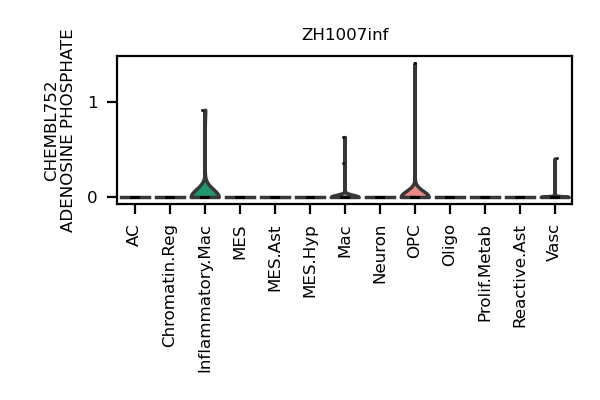 ZH1007inf
CHEMBL752
ADENOSINE PHOSPHATE
1
0
AC
Chromatin.Reg
Inflammatory.Mac
MES
MES.Ast
MES.Hyp
Mac
Neuron
OPC
Oligo
Prolif.Metab
Reactive.Ast
Vasc